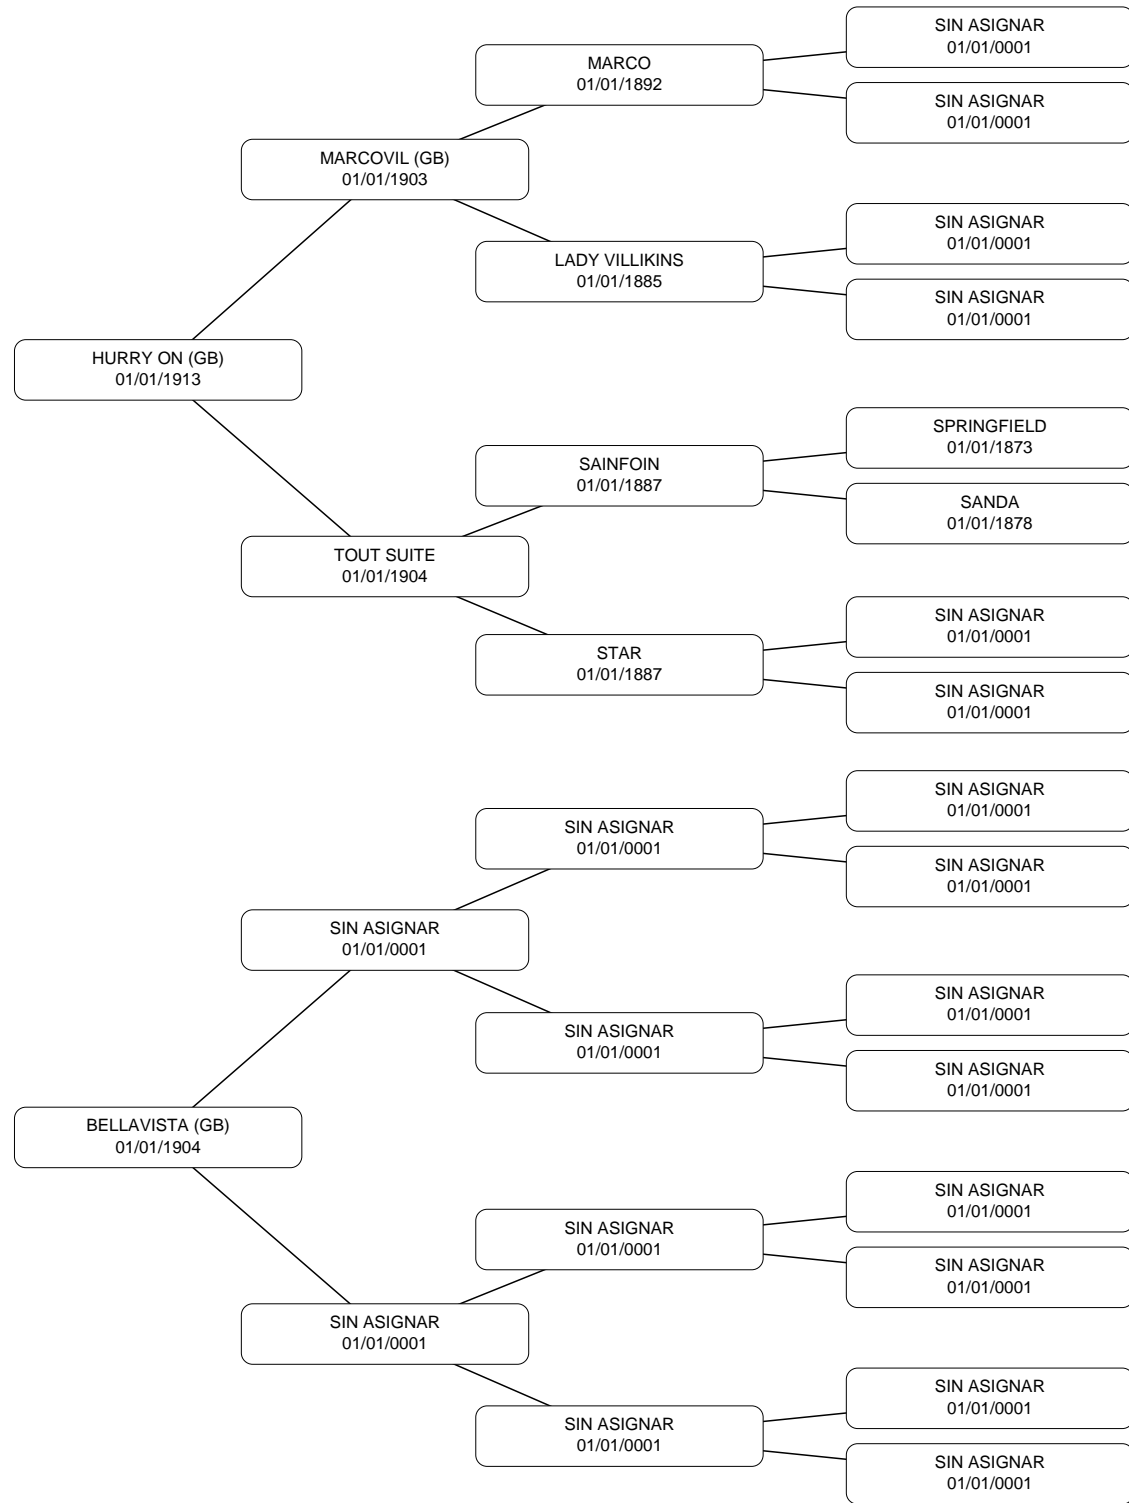 SIN ASIGNAR
01/01/0001
MARCO
01/01/1892
SIN ASIGNAR
01/01/0001
MARCOVIL (GB)
01/01/1903
SIN ASIGNAR
01/01/0001
LADY VILLIKINS
01/01/1885
SIN ASIGNAR
01/01/0001
HURRY ON (GB)
01/01/1913
SPRINGFIELD
01/01/1873
SAINFOIN
01/01/1887
SANDA
01/01/1878
TOUT SUITE
01/01/1904
SIN ASIGNAR
01/01/0001
STAR
01/01/1887
SIN ASIGNAR
01/01/0001
SIN ASIGNAR
01/01/0001
SIN ASIGNAR
01/01/0001
SIN ASIGNAR
01/01/0001
SIN ASIGNAR
01/01/0001
SIN ASIGNAR
01/01/0001
SIN ASIGNAR
01/01/0001
SIN ASIGNAR
01/01/0001
BELLAVISTA (GB)
01/01/1904
SIN ASIGNAR
01/01/0001
SIN ASIGNAR
01/01/0001
SIN ASIGNAR
01/01/0001
SIN ASIGNAR
01/01/0001
SIN ASIGNAR
01/01/0001
SIN ASIGNAR
01/01/0001
SIN ASIGNAR
01/01/0001